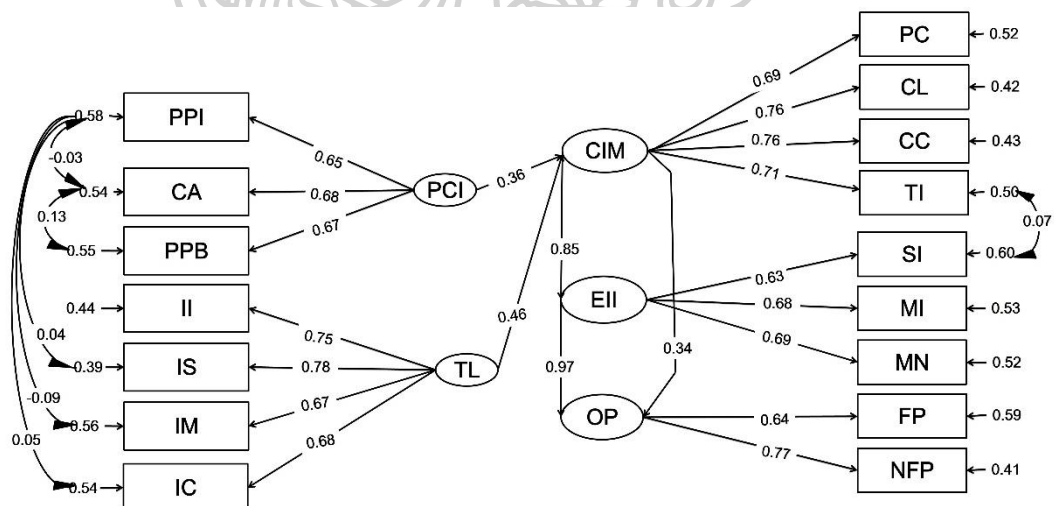 PC
0.52
0.69
CL
0.42
0.76
0.58
PPI
CC
0.43
0.76
-0.03
0.65
CIM
0.71
TI
0.50
0.54
CA
0.68
PCI
0.36
0.07
0.13
0.67
0.55
PPB
0.85
SI
0.60
0.63
0.44
II
0.46
EII
0.68
MI
0.53
0.04
0.75
0.69
0.34
MN
0.52
0.39
IS
0.78
TL
0.97
-0.09
0.67
0.56
IM
0.68
OP
0.64
FP
0.59
0.05
0.77
0.54
IC
NFP
0.41